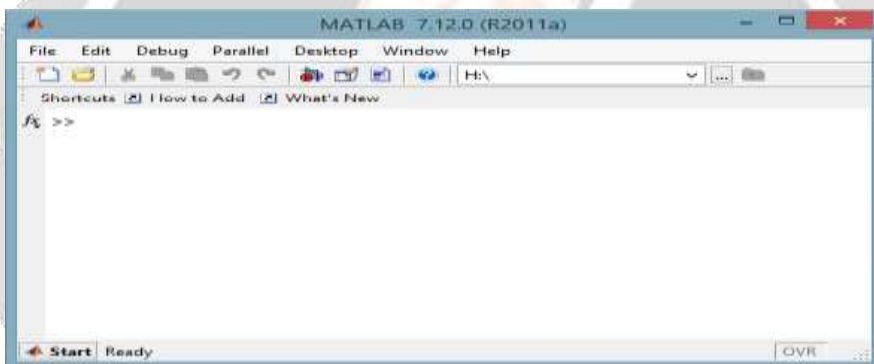 MATLAB 7.12.0 (R2011a)
File Edit Debug Parallel Desktop Window Help
H:\ ...
Shortcuts How to Add What's New
fx >>
Start Ready OVR